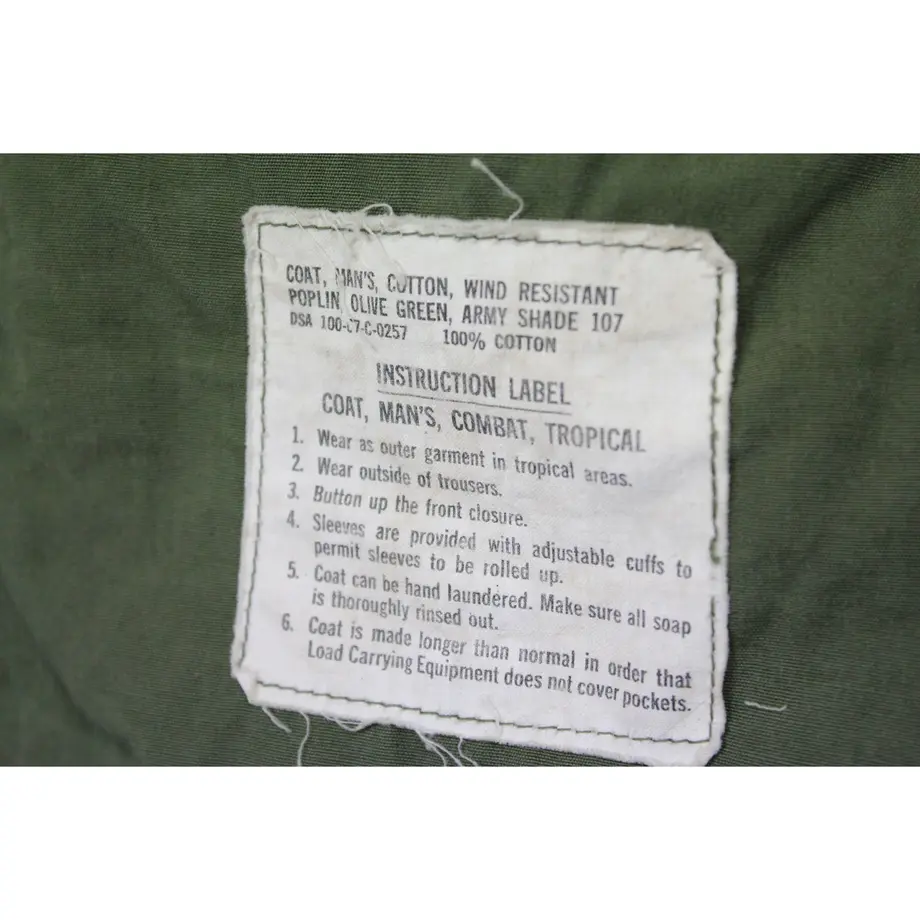 COAT, MAN'S, COTTON, WIND RESISTANT
POPLIN, OLIVE GREEN, ARMY SHADE 107
DSA 100-67-C-0257 100% COTTON
INSTRUCTION LABEL
COAT, MAN'S, COMBAT, TROPICAL
1. Wear as outer garment in tropical areas.
2. Wear outside of trousers.
3. Button up the front closure.
4. Sleeves are provided with adjustable cuffs to
permit sleeves to be rolled up.
5. Coat can be hand laundered. Make sure all soap
is thoroughly rinsed out.
6. Coat is made longer than normal in order that
Load Carrying Equipment does not cover pockets.